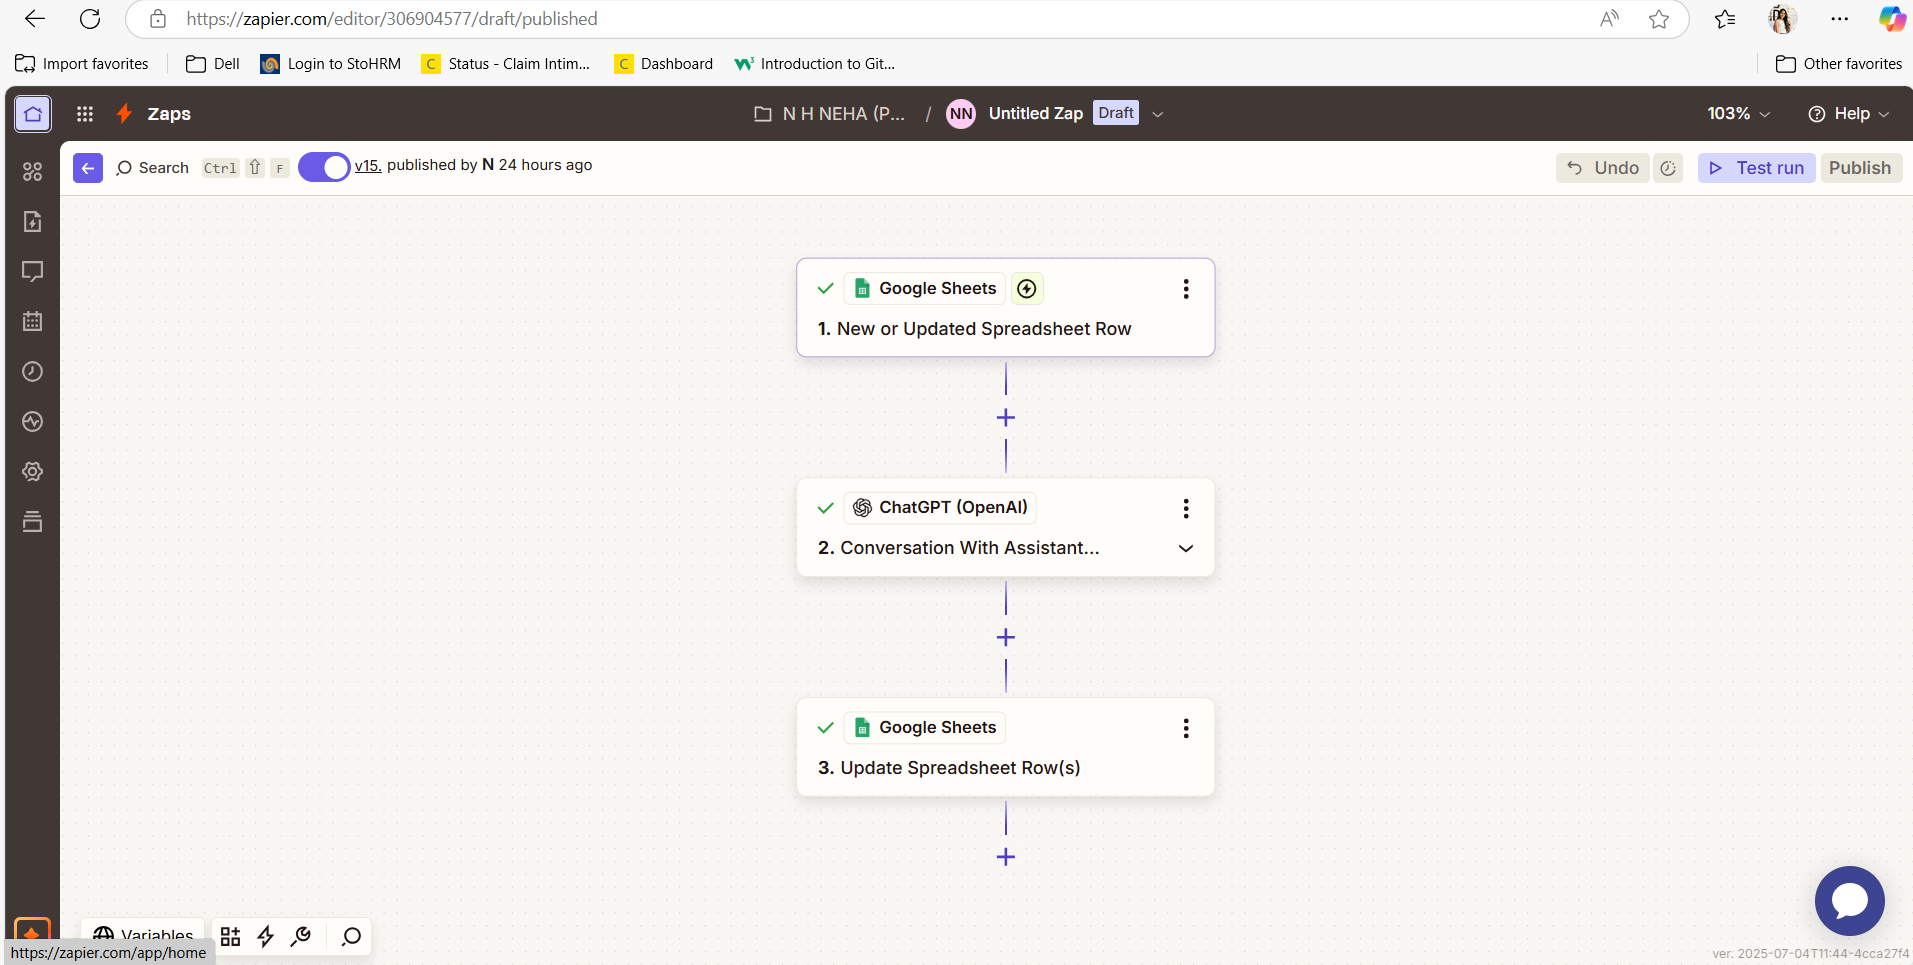 https://zapier.com/editor/306904577/draft/published
Import favorites
Dell
Login to StoHRM
C Status - Claim Intim...
C Dashboard
Introduction to Git...
Other favorites
Zaps
N H NEHA (P... / NN Untitled Zap Draft
103%
Help
Search Ctrl ⇧ F
v15. published by N 24 hours ago
Undo
Test run
Publish
Google Sheets
1. New or Updated Spreadsheet Row
ChatGPT (OpenAI)
2. Conversation With Assistant...
Google Sheets
3. Update Spreadsheet Row(s)
Variables
https://zapier.com/app/home
ver. 2025-07-04T11:44-4cca27f4